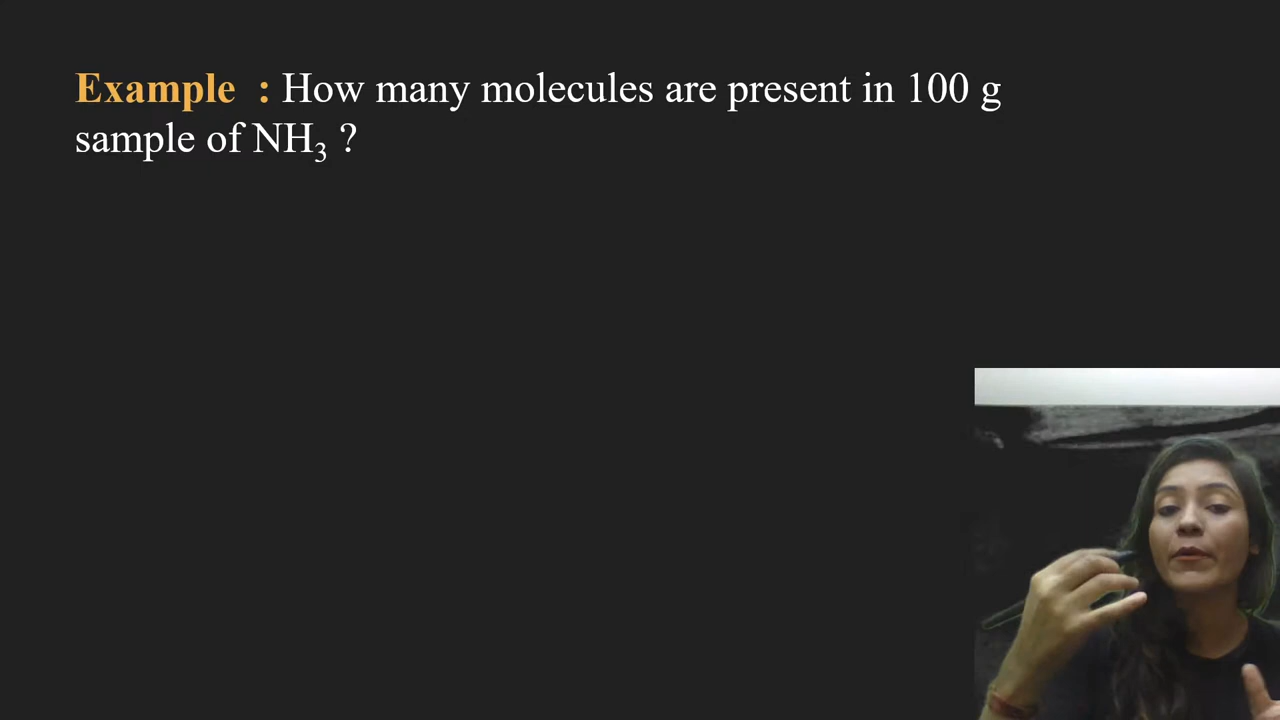 Example : How many molecules are present in 100 g
sample of NH₃ ?